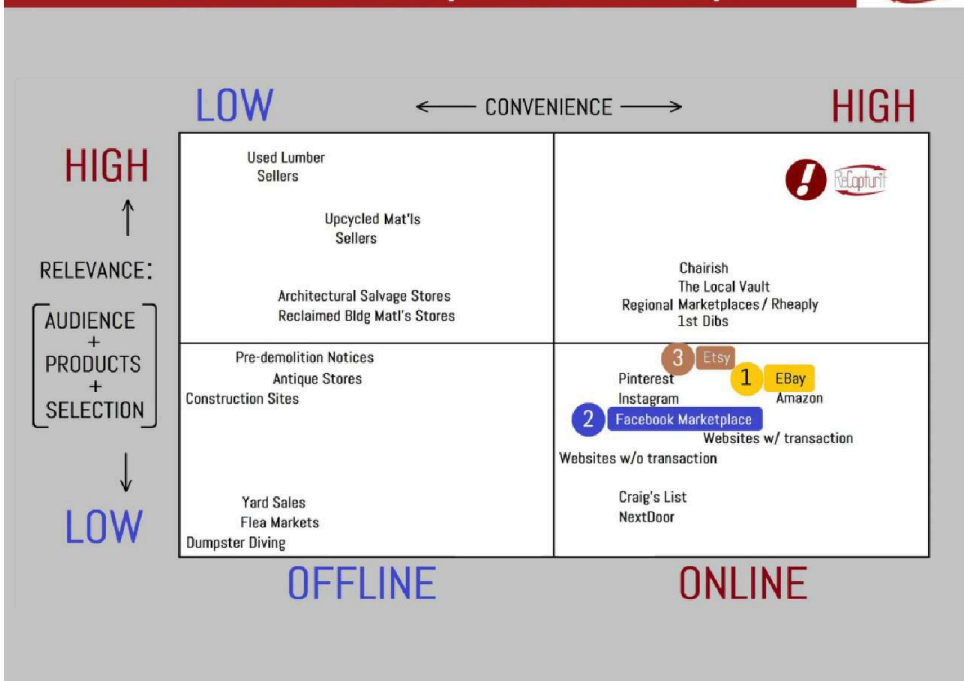 LOW
← CONVENIENCE →
HIGH
HIGH
RELEVANCE:
AUDIENCE
+
PRODUCTS
+
SELECTION
LOW
Used Lumber
Sellers
Upcycled Mat'ls
Sellers
Architectural Salvage Stores
Reclaimed Bldg Matl's Stores
!
ReCapturit
Chairish
The Local Vault
Regional Marketplaces / Rheaply
1st Dibs
Pre-demolition Notices
Antique Stores
Construction Sites
Yard Sales
Flea Markets
Dumpster Diving
3 Etsy
Pinterest
1 EBay
Instagram
Amazon
2 Facebook Marketplace
Websites w/ transaction
Websites w/o transaction
Craig's List
NextDoor
OFFLINE
ONLINE